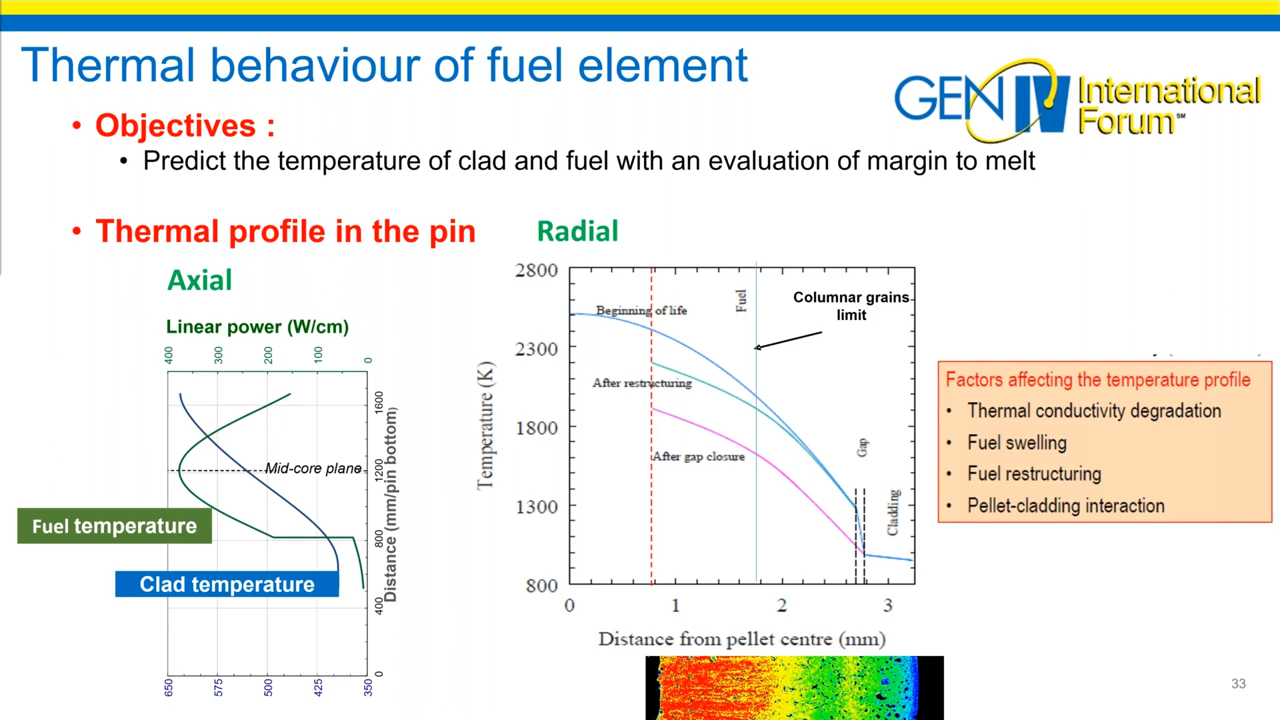 Thermal behaviour of fuel element
GEN IV International
Forum℠
• Objectives :
• Predict the temperature of clad and fuel with an evaluation of margin to melt
• Thermal profile in the pin
Radial
Axial
Linear power (W/cm)
400 300 200 100 0
1600
1200
800
400
0
Distance (mm/pin bottom)
Mid-core plane
Fuel temperature
Clad temperature
650 575 500 425 350
2800
2300
1800
1300
800
Temperature (K)
Beginning of life
After restructuring
After gap closure
Fuel
Gap
Cladding
Columnar grains
limit
0 1 2 3
Distance from pellet centre (mm)
Factors affecting the temperature profile
• Thermal conductivity degradation
• Fuel swelling
• Fuel restructuring
• Pellet-cladding interaction
33